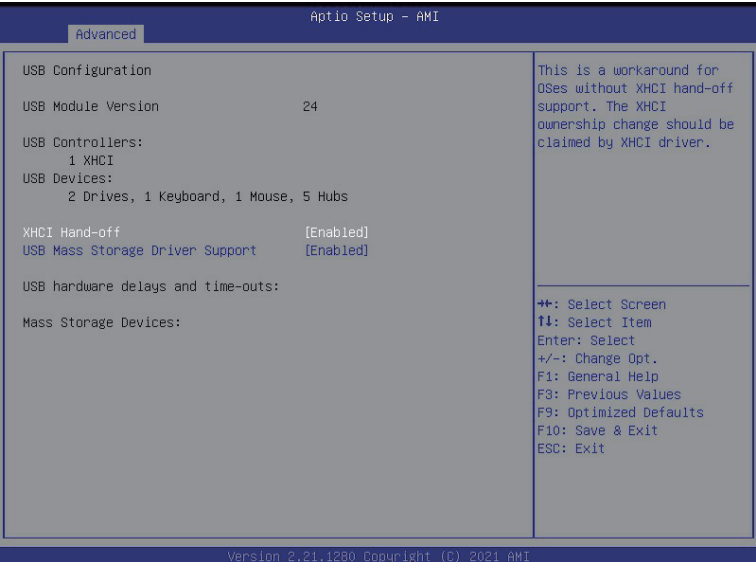 Aptio Setup – AMI
Advanced
USB Configuration
USB Module Version 24
USB Controllers:
1 XHCI
USB Devices:
2 Drives, 1 Keyboard, 1 Mouse, 5 Hubs
XHCI Hand-off [Enabled]
USB Mass Storage Driver Support [Enabled]
USB hardware delays and time-outs:
Mass Storage Devices:
This is a workaround for
OSes without XHCI hand-off
support. The XHCI
ownership change should be
claimed by XHCI driver.
→←: Select Screen
↑↓: Select Item
Enter: Select
+/-: Change Opt.
F1: General Help
F3: Previous Values
F9: Optimized Defaults
F10: Save & Exit
ESC: Exit
Version 2.21.1280 Copyright (C) 2021 AMI